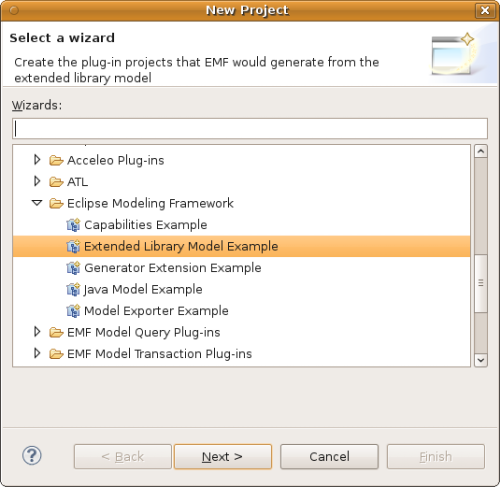 New Project
Select a wizard
Create the plug-in projects that EMF would generate from the
extended library model
Wizards:
Acceleo Plug-ins
ATL
Eclipse Modeling Framework
Capabilities Example
Extended Library Model Example
Generator Extension Example
Java Model Example
Model Exporter Example
EMF Model Query Plug-ins
EMF Model Transaction Plug-ins
? < Back Next > Cancel Finish